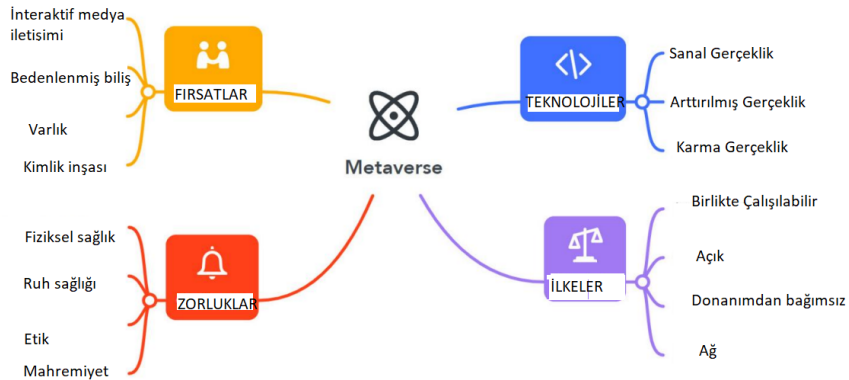 İnteraktif medya
iletisimi
Bedenlenmiş biliş
Varlık
Kimlik inşası
FIRSATLAR
Fiziksel sağlık
Ruh sağlığı
Etik
Mahremiyet
ZORLUKLAR
Metaverse
TEKNOLOJİLER
Sanal Gerçeklik
Arttırılmış Gerçeklik
Karma Gerçeklik
İLKELER
Birlikte Çalışılabilir
Açık
Donanımdan bağımsız
Ağ